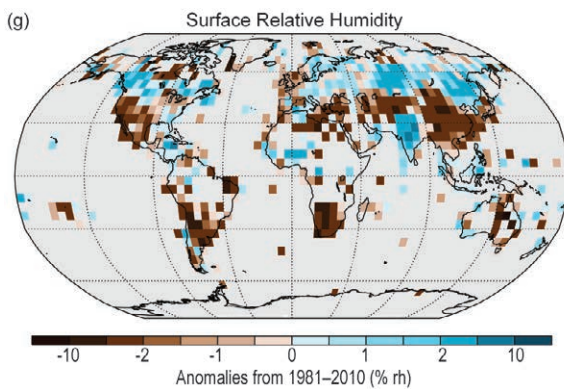 (g)
Surface Relative Humidity
-10 -2 -1 0 1 2 10
Anomalies from 1981–2010 (% rh)